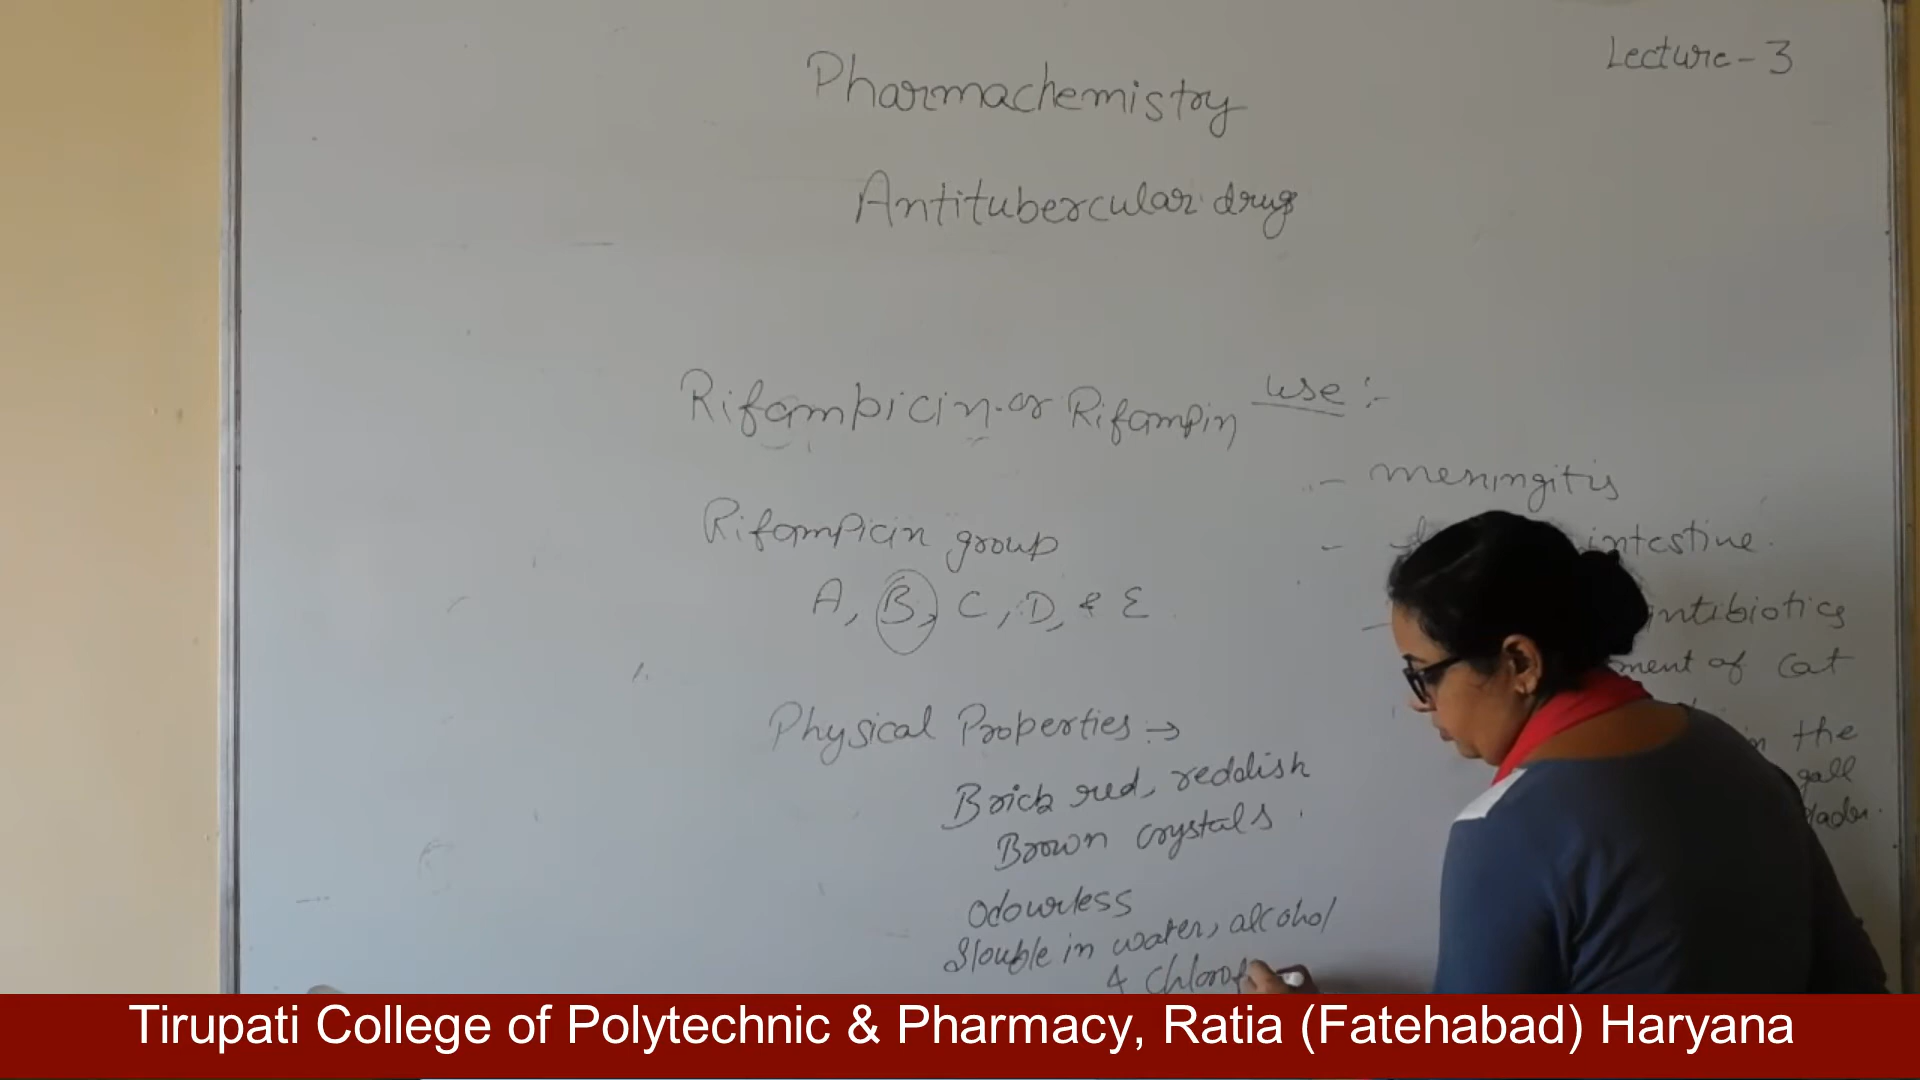 Lecture - 3
Pharmachemistry
Antitubercular drug
Rifampicin or Rifampin
use :-
- meningitis
- intestine.
Rifampicin group
A, B, C, D, & E
ntibiotics
ment of Cat
in the
gall
Physical Properties →
Brick red, reddish
Brown crystals.
Odourless
Slouble in water, alcohol
& chlorof
Tirupati College of Polytechnic & Pharmacy, Ratia (Fatehabad) Haryana